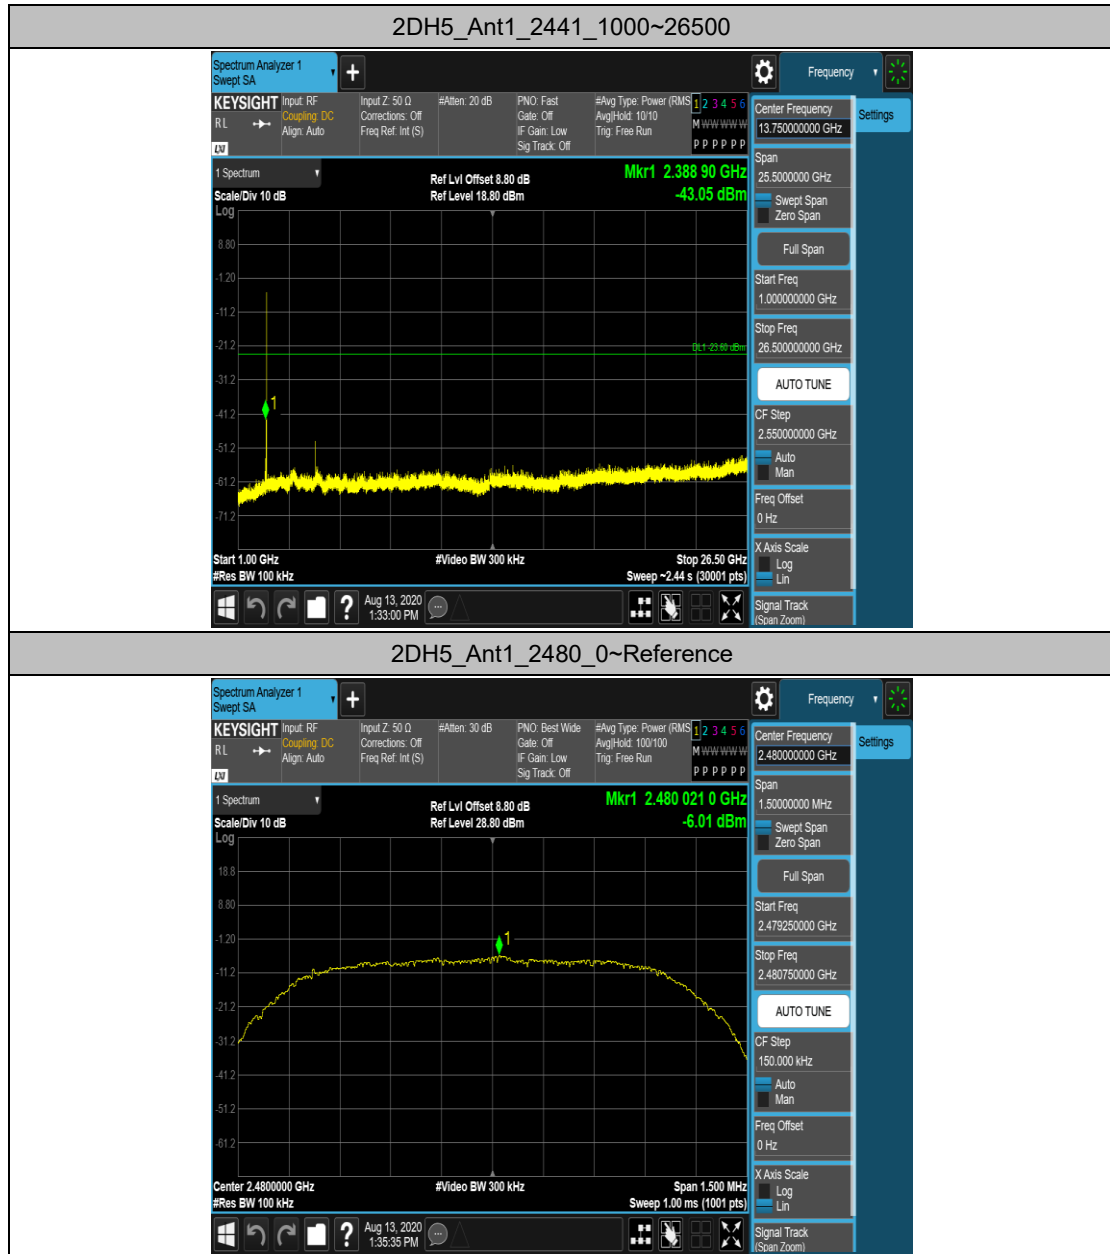 2DH5_Ant1_2441_1000~26500
Spectrum Analyzer 1
Swept SA
Frequency
KEYSIGHT
RL
LXI
Input: RF
Coupling: DC
Align: Auto
Input Z: 50 Ω
Corrections: Off
Freq Ref: Int (S)
#Atten: 20 dB
PNO: Fast
Gate: Off
IF Gain: Low
Sig Track: Off
#Avg Type: Power (RMS
Avg|Hold: 10/10
Trig: Free Run
1 2 3 4 5 6
M W W W W W
P P P P P P
Center Frequency
13.750000000 GHz
Settings
Span
25.5000000 GHz
Swept Span
Zero Span
Full Span
Start Freq
1.000000000 GHz
Stop Freq
26.500000000 GHz
AUTO TUNE
CF Step
2.550000000 GHz
Auto
Man
Freq Offset
0 Hz
X Axis Scale
Log
Lin
Signal Track
(Span Zoom)
1 Spectrum
Scale/Div 10 dB
Log
Ref Lvl Offset 8.80 dB
Ref Level 18.80 dBm
Mkr1 2.388 90 GHz
-43.05 dBm
8.80
-1.20
-11.2
-21.2
DL1 -23.60 dBm
-31.2
-41.2
1
-51.2
-61.2
-71.2
Start 1.00 GHz
#Video BW 300 kHz
Stop 26.50 GHz
#Res BW 100 kHz
Sweep ~2.44 s (30001 pts)
Aug 13, 2020
1:33:00 PM
2DH5_Ant1_2480_0~Reference
Spectrum Analyzer 1
Swept SA
Frequency
KEYSIGHT
RL
LXI
Input: RF
Coupling: DC
Align: Auto
Input Z: 50 Ω
Corrections: Off
Freq Ref: Int (S)
#Atten: 30 dB
PNO: Best Wide
Gate: Off
IF Gain: Low
Sig Track: Off
#Avg Type: Power (RMS
Avg|Hold: 100/100
Trig: Free Run
1 2 3 4 5 6
M W W W W W
P P P P P P
Center Frequency
2.480000000 GHz
Settings
Span
1.50000000 MHz
Swept Span
Zero Span
Full Span
Start Freq
2.479250000 GHz
Stop Freq
2.480750000 GHz
AUTO TUNE
CF Step
150.000 kHz
Auto
Man
Freq Offset
0 Hz
X Axis Scale
Log
Lin
Signal Track
(Span Zoom)
1 Spectrum
Scale/Div 10 dB
Log
Ref Lvl Offset 8.80 dB
Ref Level 28.80 dBm
Mkr1 2.480 021 0 GHz
-6.01 dBm
18.8
8.80
-1.20
1
-11.2
-21.2
-31.2
-41.2
-51.2
-61.2
Center 2.4800000 GHz
#Video BW 300 kHz
Span 1.500 MHz
#Res BW 100 kHz
Sweep 1.00 ms (1001 pts)
Aug 13, 2020
1:35:35 PM